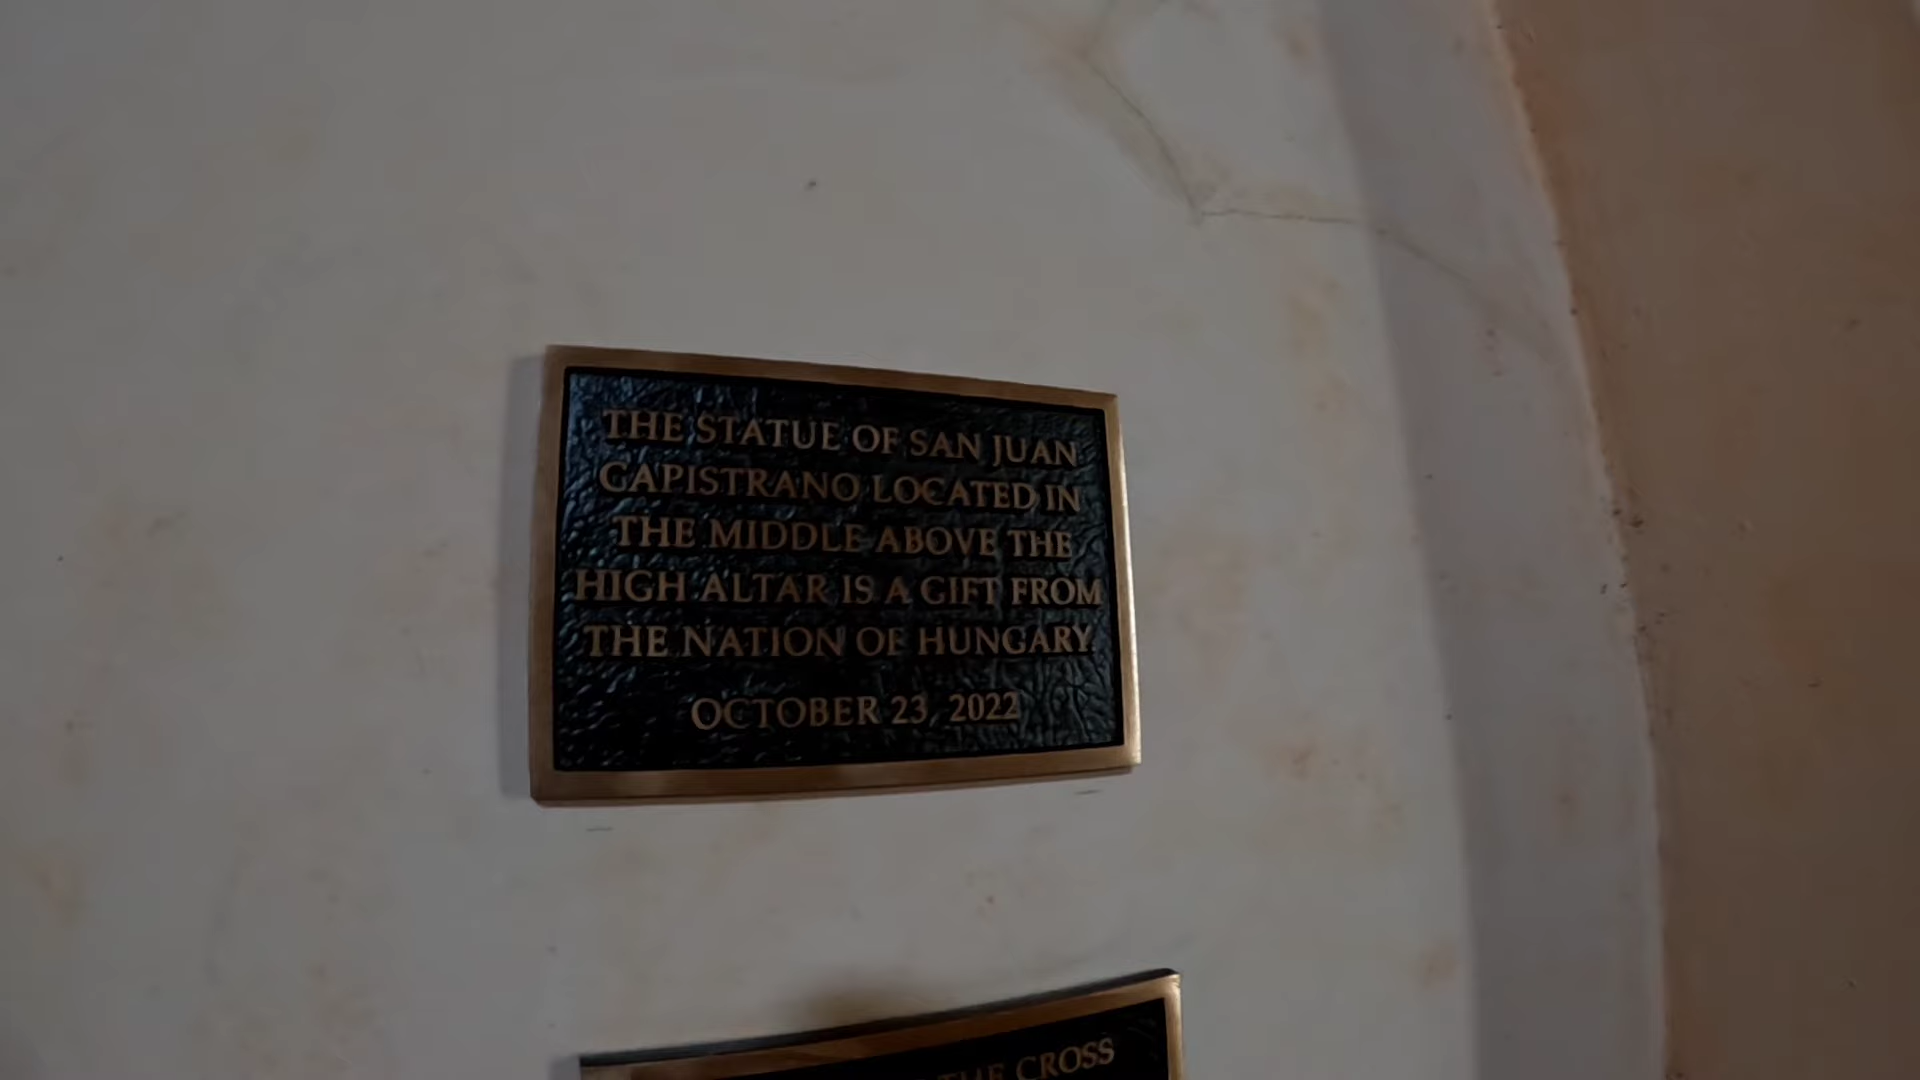 THE STATUE OF SAN JUAN
CAPISTRANO LOCATED IN
THE MIDDLE ABOVE THE
HIGH ALTAR IS A GIFT FROM
THE NATION OF HUNGARY.
OCTOBER 23, 2022
THE CROSS